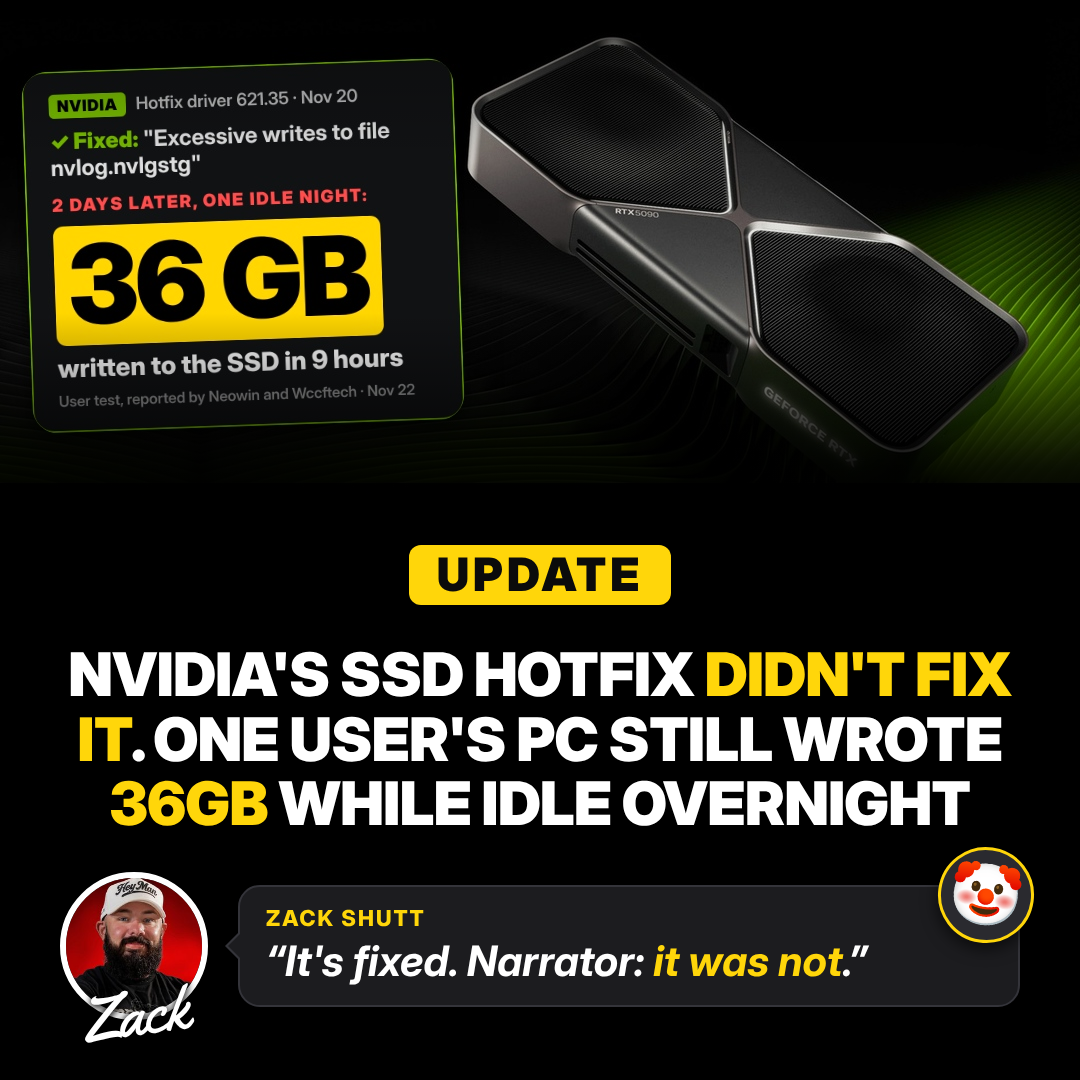 NVIDIA Hotfix driver 621.35 · Nov 20
✓ Fixed: "Excessive writes to file
nvlog.nvlgstg"
2 DAYS LATER, ONE IDLE NIGHT:
36 GB
written to the SSD in 9 hours
User test, reported by Neowin and Wccftech · Nov 22
RTX5090
GEFORCE RTX
UPDATE
NVIDIA'S SSD HOTFIX DIDN'T FIX
IT. ONE USER'S PC STILL WROTE
36GB WHILE IDLE OVERNIGHT
Hey Man
ZACK SHUTT
“It's fixed. Narrator: it was not.”
Zack